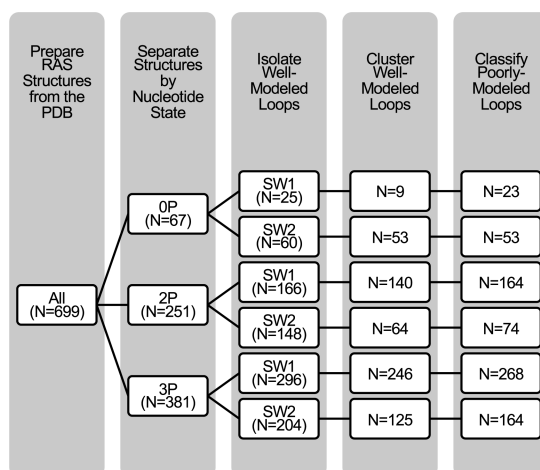 Prepare
RAS
Structures
from the
PDB
Separate
Structures
by
Nucleotide
State
Isolate
Well-
Modeled
Loops
Cluster
Well-
Modeled
Loops
Classify
Poorly-
Modeled
Loops
All
(N=699)
0P
(N=67)
2P
(N=251)
3P
(N=381)
SW1
(N=25)
N=9
N=23
SW2
(N=60)
N=53
N=53
SW1
(N=166)
N=140
N=164
SW2
(N=148)
N=64
N=74
SW1
(N=296)
N=246
N=268
SW2
(N=204)
N=125
N=164